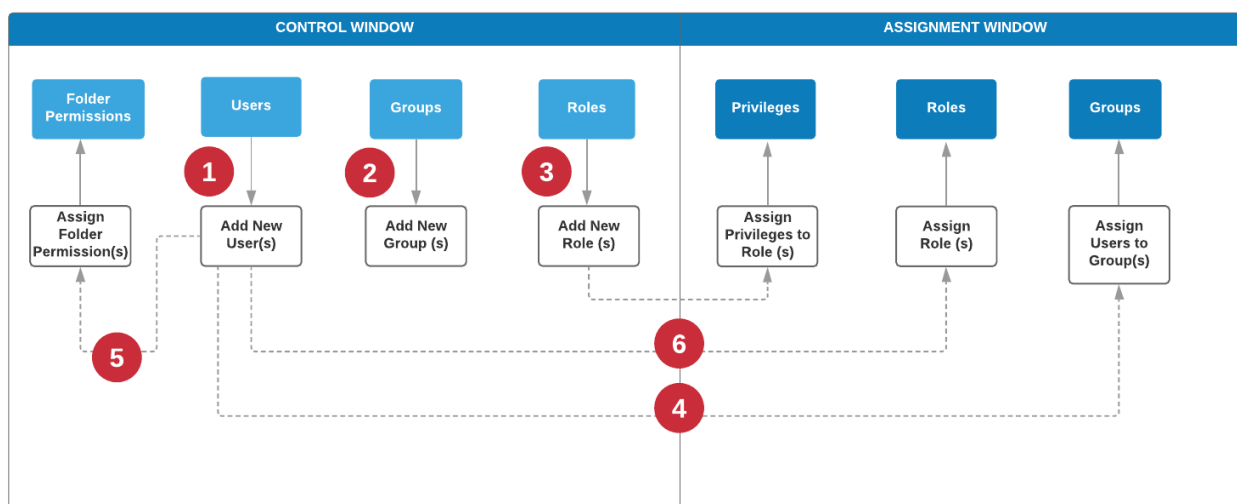 CONTROL WINDOW
ASSIGNMENT WINDOW
Folder
Permissions
Users
Groups
Roles
Privileges
Roles
Groups
1
2
3
Assign
Folder
Permission(s)
Add New
User(s)
Add New
Group (s)
Add New
Role (s)
Assign
Privileges to
Role (s)
Assign
Role (s)
Assign
Users to
Group(s)
5
6
4